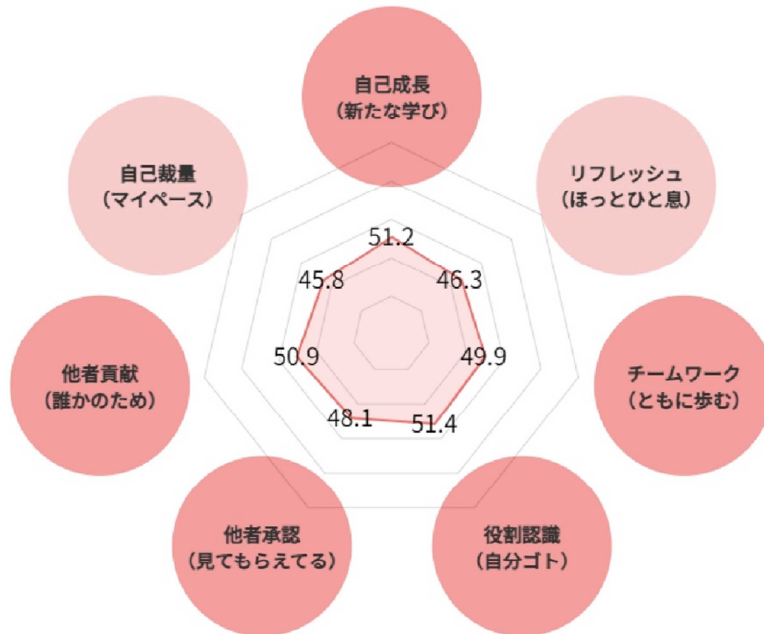 自己成長
（新たな学び）
自己裁量
（マイペース）
リフレッシュ
（ほっとひと息）
51.2
45.8
46.3
他者貢献
（誰かのため）
50.9
49.9
チームワーク
（ともに歩む）
48.1
51.4
他者承認
（見てもらえてる）
役割認識
（自分ゴト）